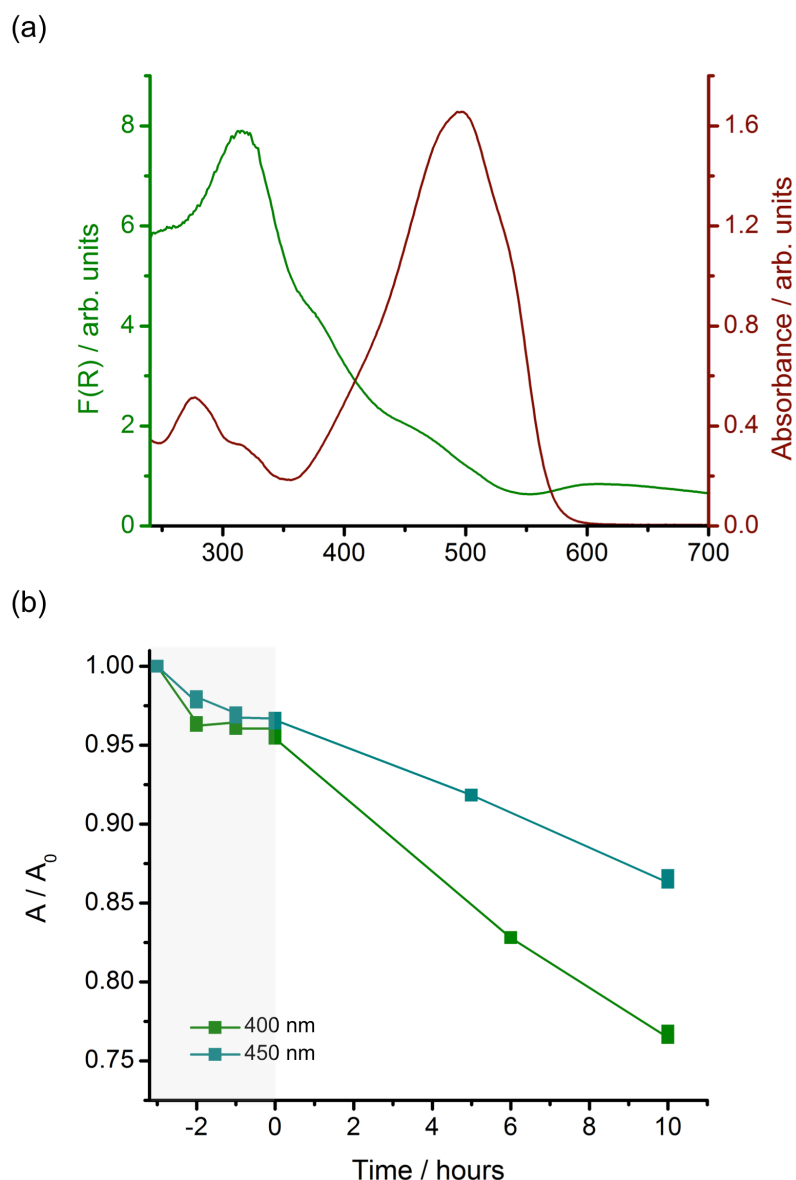 (a)
8
6
4
2
0
F(R) / arb. units
1.6
1.2
0.8
0.4
0.0
Absorbance / arb. units
300 400 500 600 700
(b)
1.00
0.95
0.90
0.85
0.80
0.75
A / A₀
400 nm
450 nm
-2 0 2 4 6 8 10
Time / hours